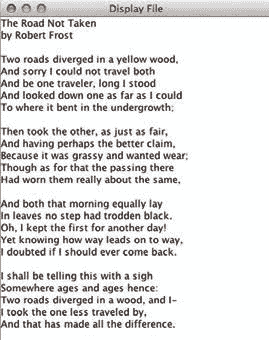 Display File
The Road Not Taken
by Robert Frost

Two roads diverged in a yellow wood,
And sorry I could not travel both
And be one traveler, long I stood
And looked down one as far as I could
To where it bent in the undergrowth;

Then took the other, as just as fair,
And having perhaps the better claim,
Because it was grassy and wanted wear;
Though as for that the passing there
Had worn them really about the same,

And both that morning equally lay
In leaves no step had trodden black.
Oh, I kept the first for another day!
Yet knowing how way leads on to way,
I doubted if I should ever come back.

I shall be telling this with a sigh
Somewhere ages and ages hence:
Two roads diverged in a wood, and I-
I took the one less traveled by,
And that has made all the difference.